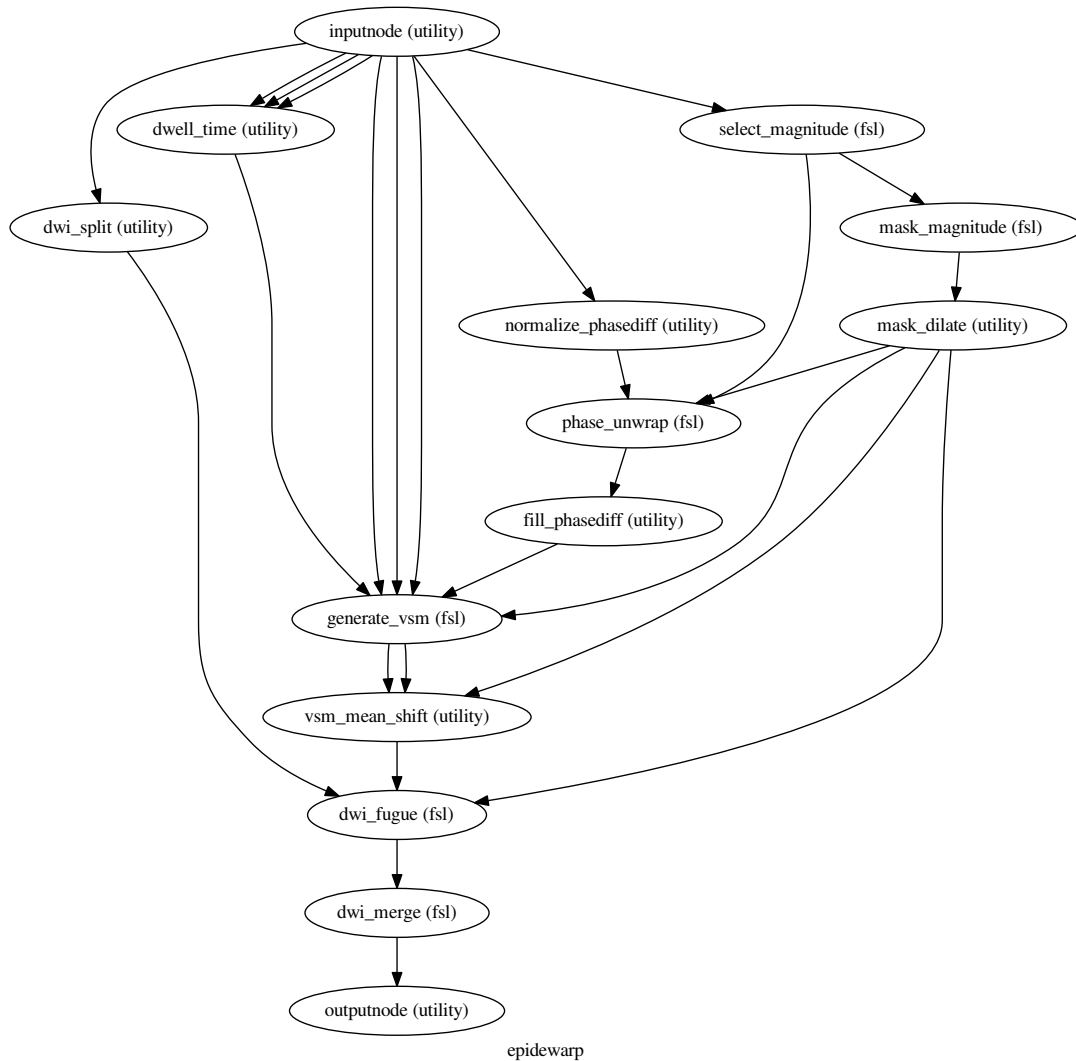 inputnode (utility)
dwell_time (utility)
select_magnitude (fsl)
dwi_split (utility)
mask_magnitude (fsl)
normalize_phasediff (utility)
mask_dilate (utility)
phase_unwrap (fsl)
fill_phasediff (utility)
generate_vsm (fsl)
vsm_mean_shift (utility)
dwi_fugue (fsl)
dwi_merge (fsl)
outputnode (utility)
epidewarp